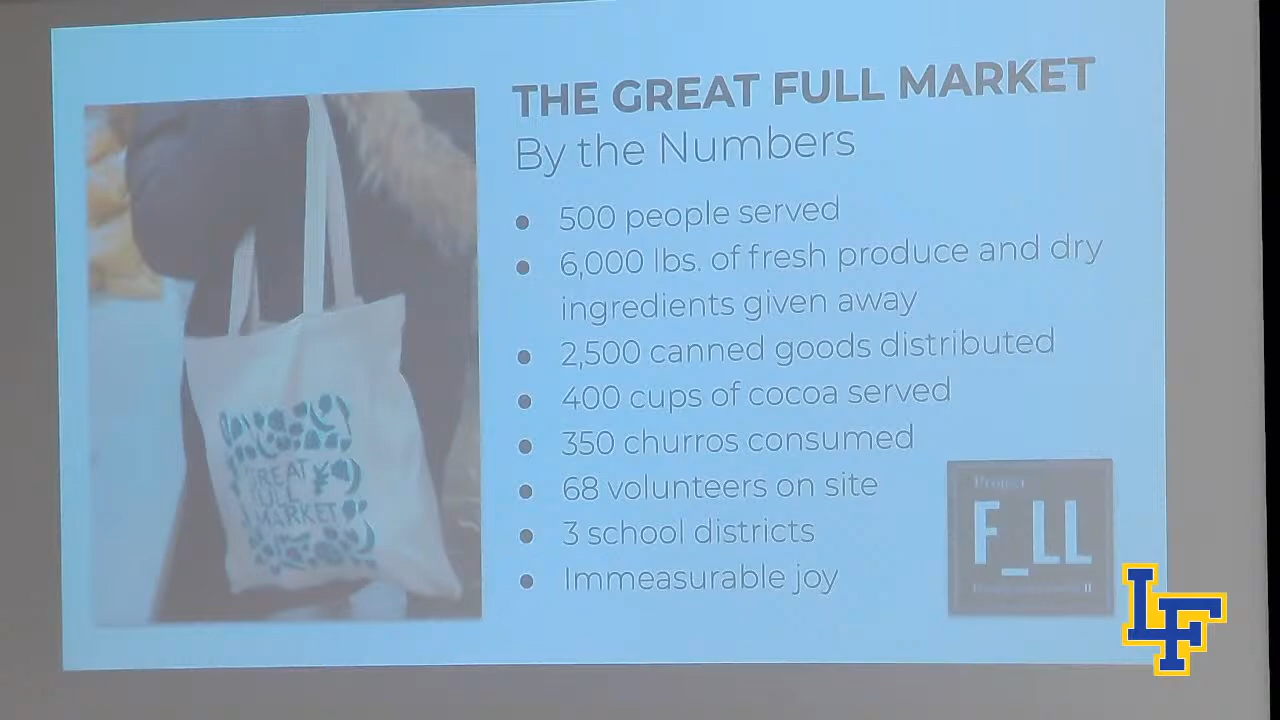 THE GREAT FULL MARKET
By the Numbers
● 500 people served
● 6,000 lbs. of fresh produce and dry
ingredients given away
● 2,500 canned goods distributed
● 400 cups of cocoa served
● 350 churros consumed
● 68 volunteers on site
● 3 school districts
● Immeasurable joy
GREAT
FULL
MARKET
Project
F_LL
LF